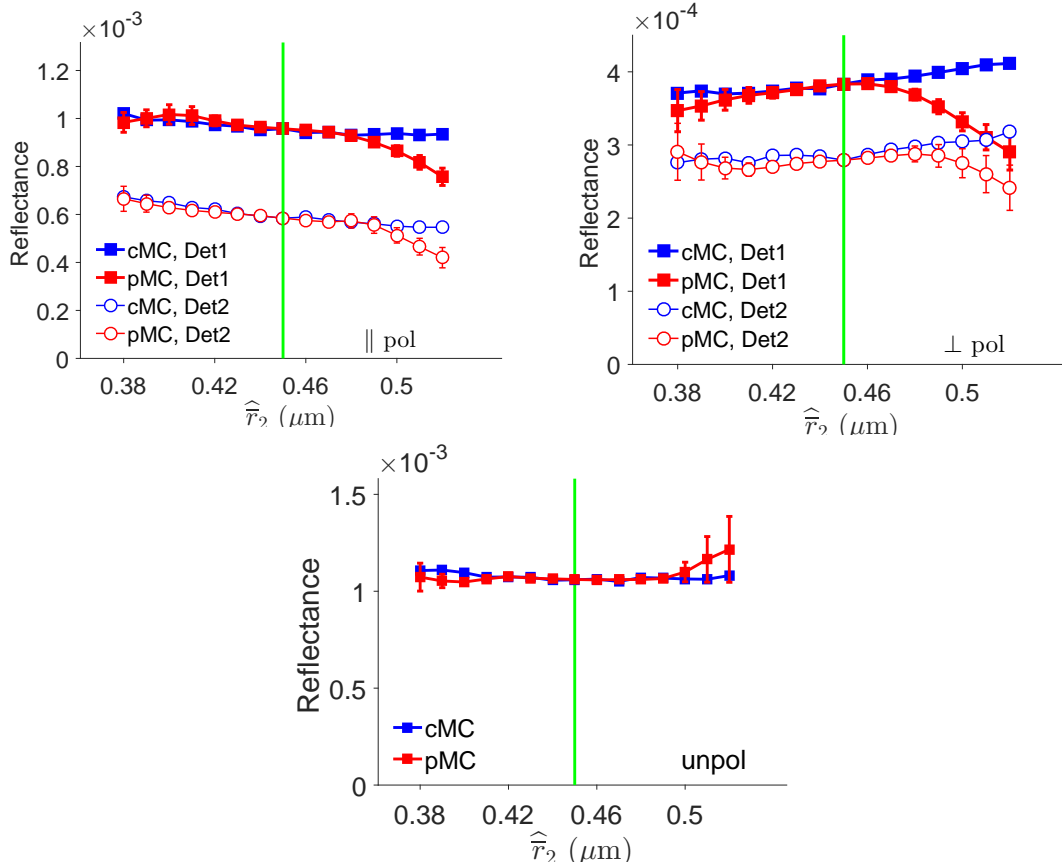 ×10⁻³
1.2
1
0.8
0.6
0.4
0.2
0
Reflectance
cMC, Det1
pMC, Det1
cMC, Det2
pMC, Det2
∥ pol
0.38 0.42 0.46 0.5
r̂̄₂ (μm)
×10⁻⁴
4
2
0
Reflectance
cMC, Det1
pMC, Det1
cMC, Det2
pMC, Det2
⊥ pol
0.38 0.42 0.46 0.5
r̂̄₂ (μm)
×10⁻³
1.5
1
0.5
0
Reflectance
cMC
pMC
unpol
0.38 0.42 0.46 0.5
r̂̄₂ (μm)